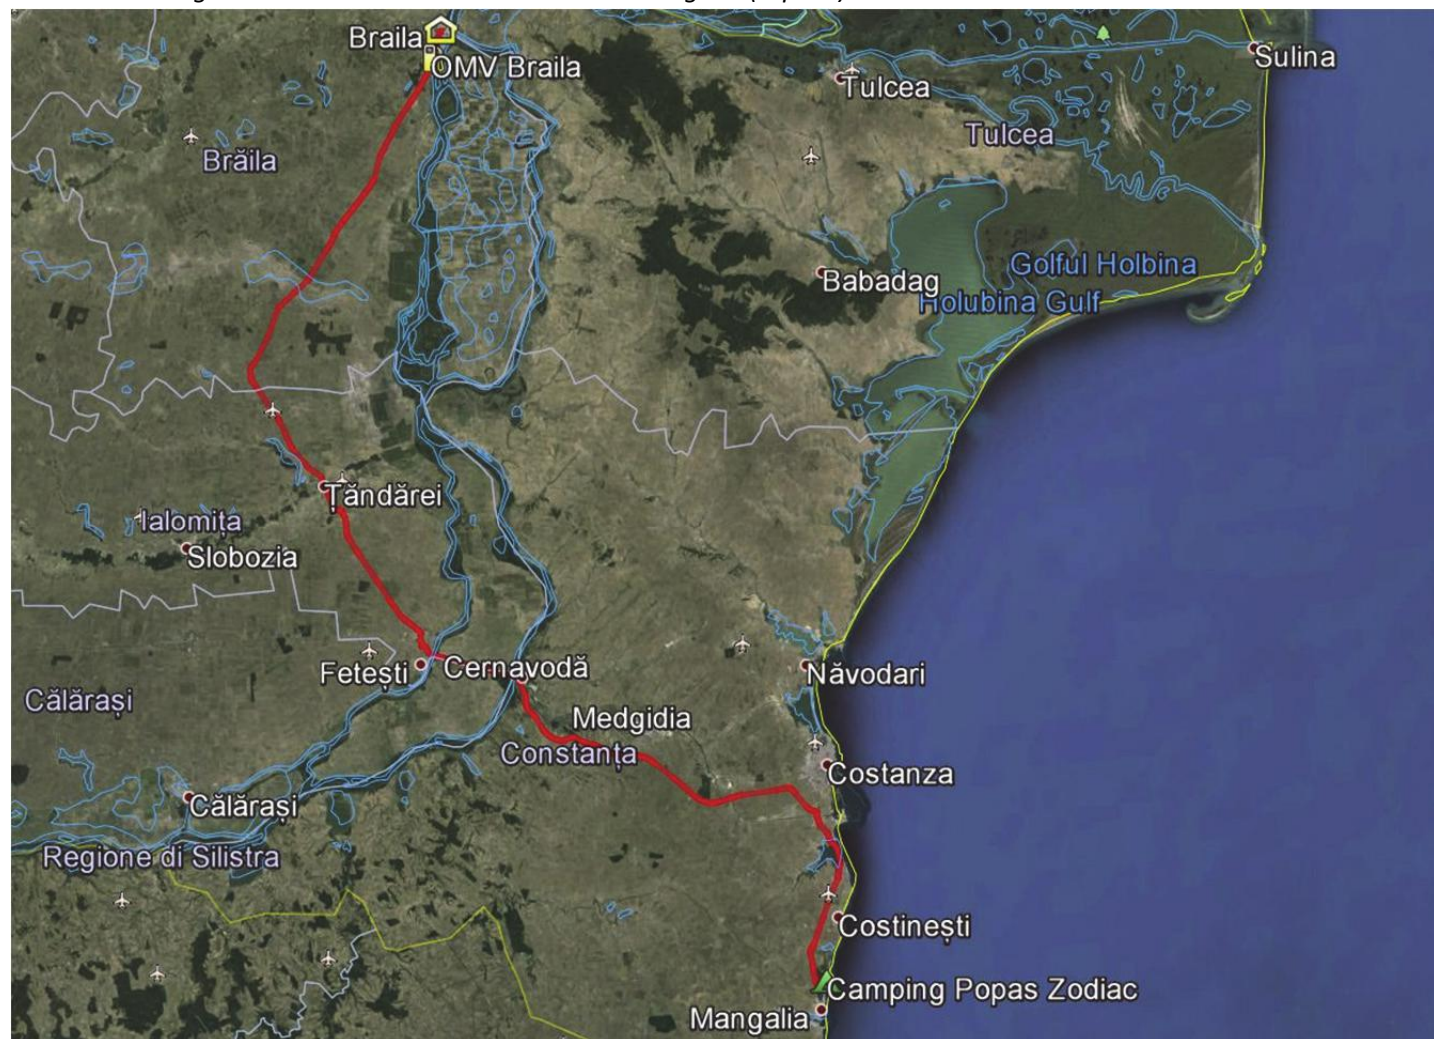 Braila
OMV Braila
Sulina
Tulcea
Tulcea
Brăila
Golful Holbina
Babadag
Holubina Gulf
Țăndărei
Ialomița
Slobozia
Fetești
Cernavodă
Năvodari
Călărași
Medgidia
Constanța
Costanza
Călărași
Regione di Silistra
Costinești
Camping Popas Zodiac
Mangalia